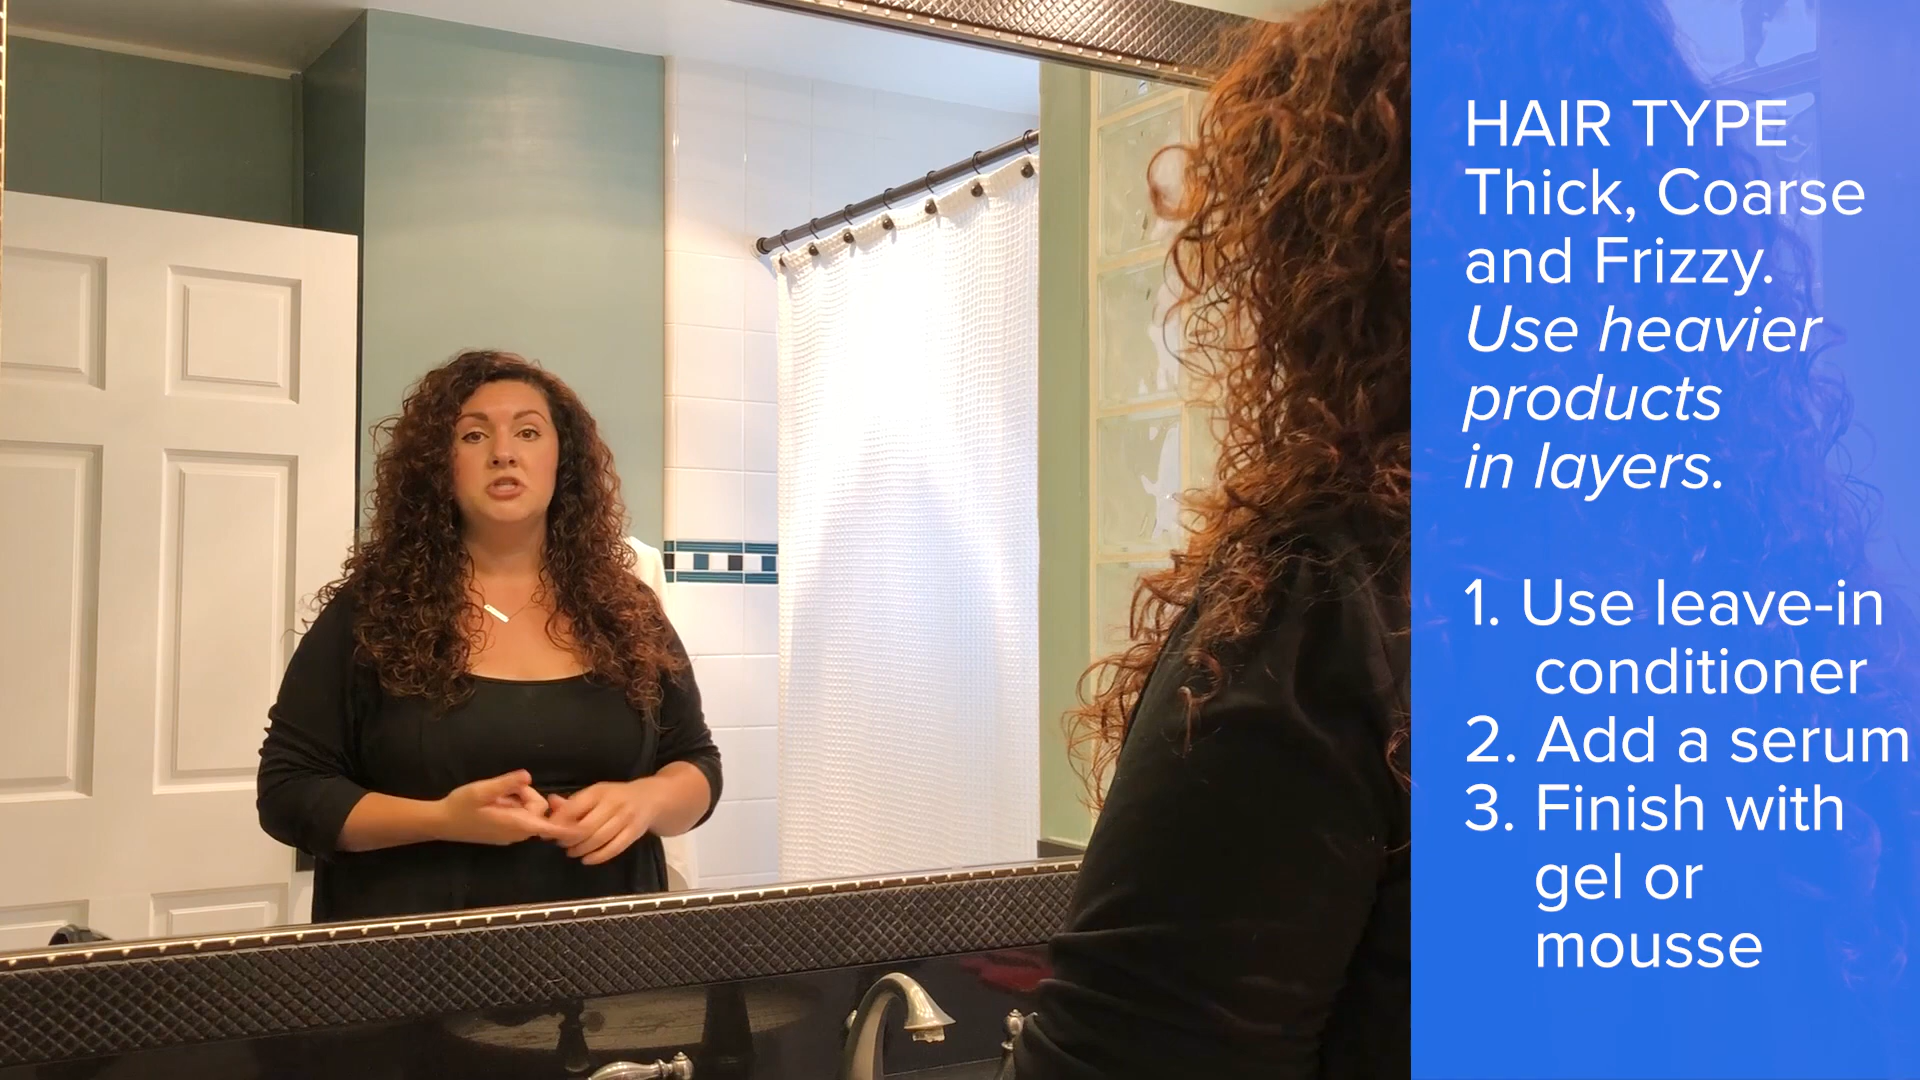 HAIR TYPE
Thick, Coarse
and Frizzy.
Use heavier
products
in layers.
1. Use leave-in
conditioner
2. Add a serum
3. Finish with
gel or
mousse